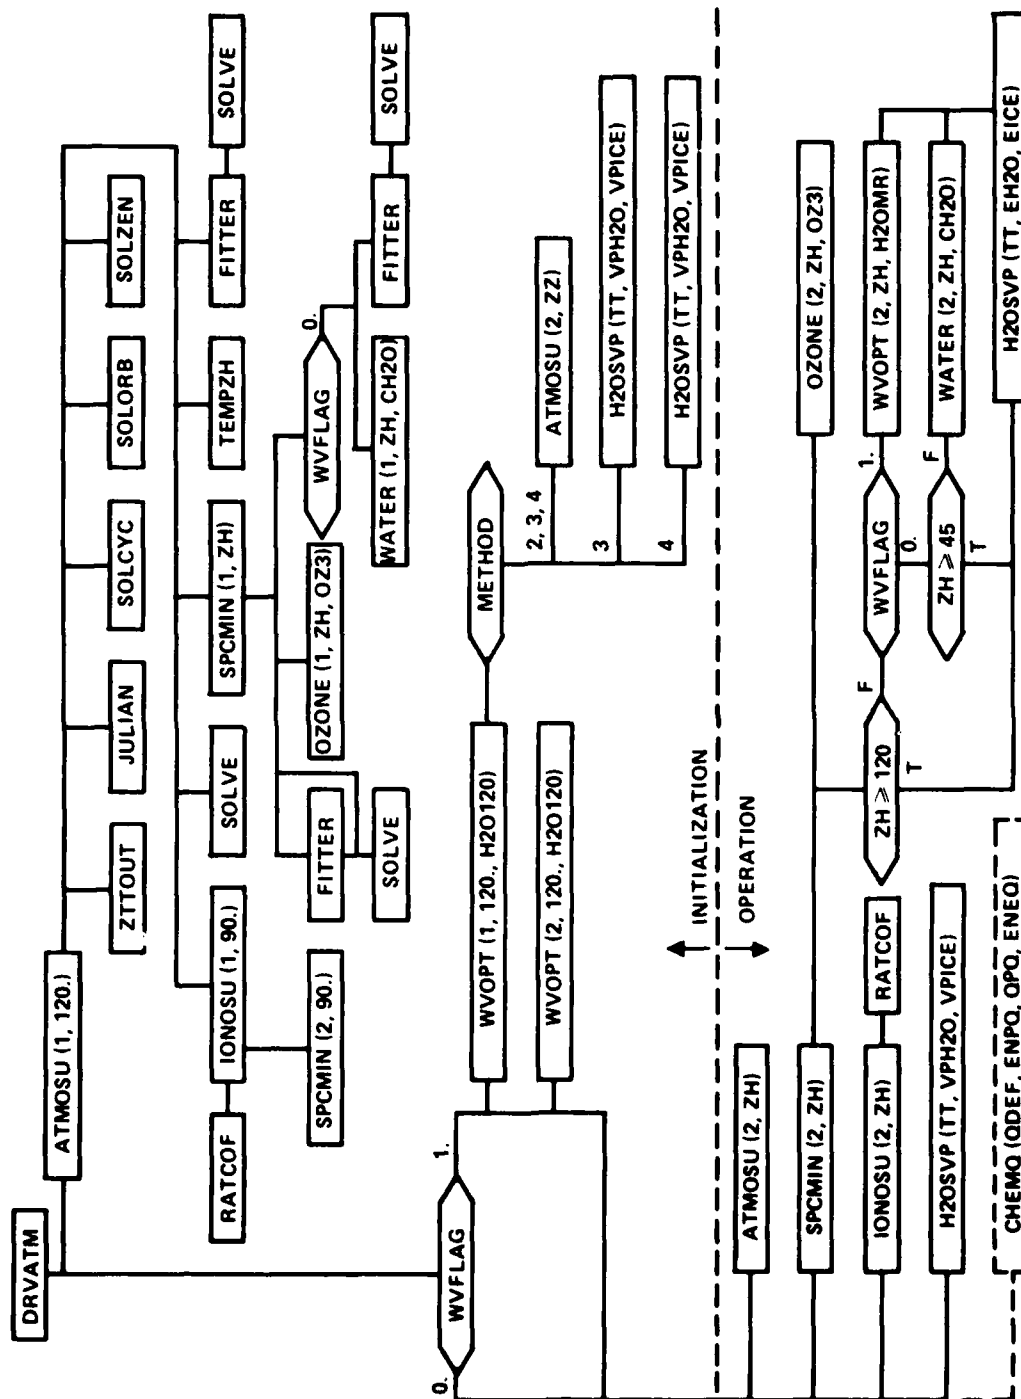 DRVATM
ATMOSU (1, 120.)
ZTTOUT
JULIAN
SOLCYC
SOLORB
SOLZEN
RATCOF
IONOSU (1, 90.)
SOLVE
SPCMIN (1, ZH)
TEMPZH
FITTER
SOLVE
SPCMIN (2, 90.)
FITTER
OZONE (1, ZH, OZ3)
WVFLAG
0.
SOLVE
WATER (1, ZH, CH2O)
FITTER
SOLVE
0.
WVFLAG
1.
WVOPT (1, 120., H2O120)
METHOD
WVOPT (2, 120., H2O120)
2, 3, 4
ATMOSU (2, ZZ)
3
H2OSVP (TT, VPH2O, VPICE)
4
H2OSVP (TT, VPH2O, VPICE)
INITIALIZATION
OPERATION
ATMOSU (2, ZH)
SPCMIN (2, ZH)
OZONE (2, ZH, OZ3)
IONOSU (2, ZH)
RATCOF
ZH ⩾ 120
F
T
WVFLAG
1.
0.
WVOPT (2, ZH, H2OMR)
H2OSVP (TT, VPH2O, VPICE)
ZH ⩾ 45
F
T
WATER (2, ZH, CH2O)
CHEMQ (QDEF, ENPQ, QPQ, ENEQ)
H2OSVP (TT, EH2O, EICE)